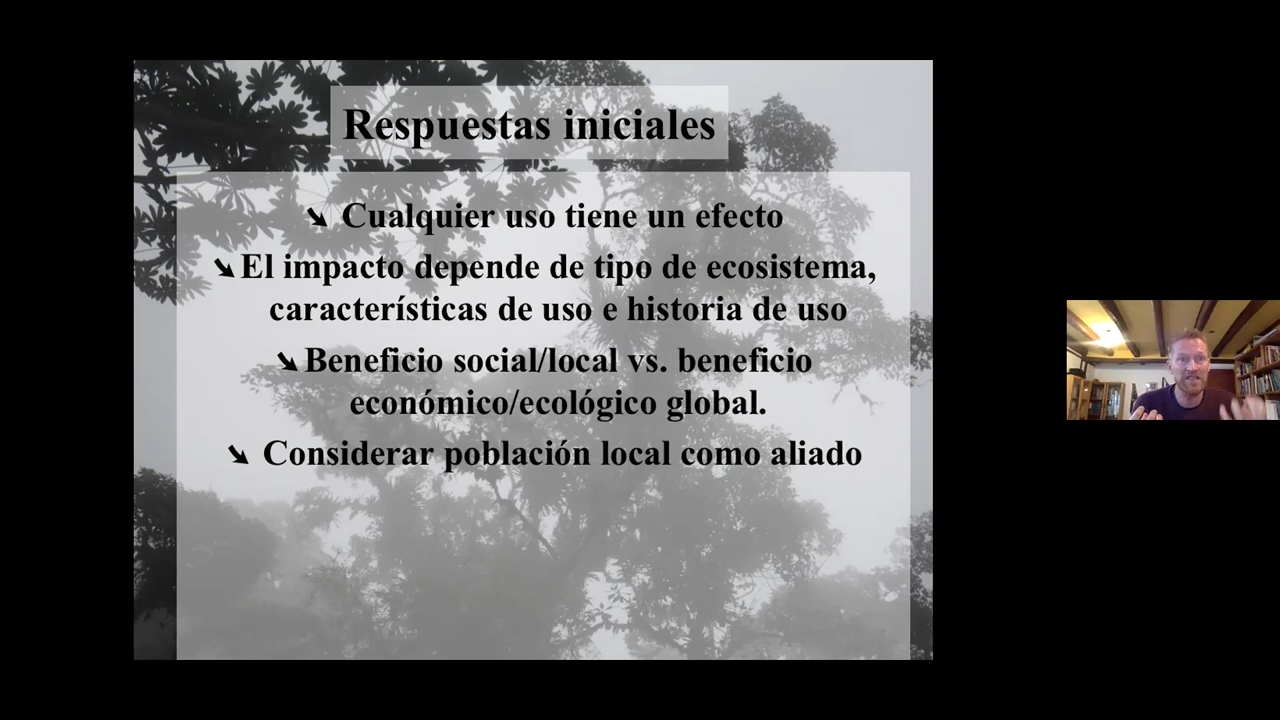 Respuestas iniciales
➘ Cualquier uso tiene un efecto
➘El impacto depende de tipo de ecosistema,
características de uso e historia de uso
➘Beneficio social/local vs. beneficio
económico/ecológico global.
➘ Considerar población local como aliado